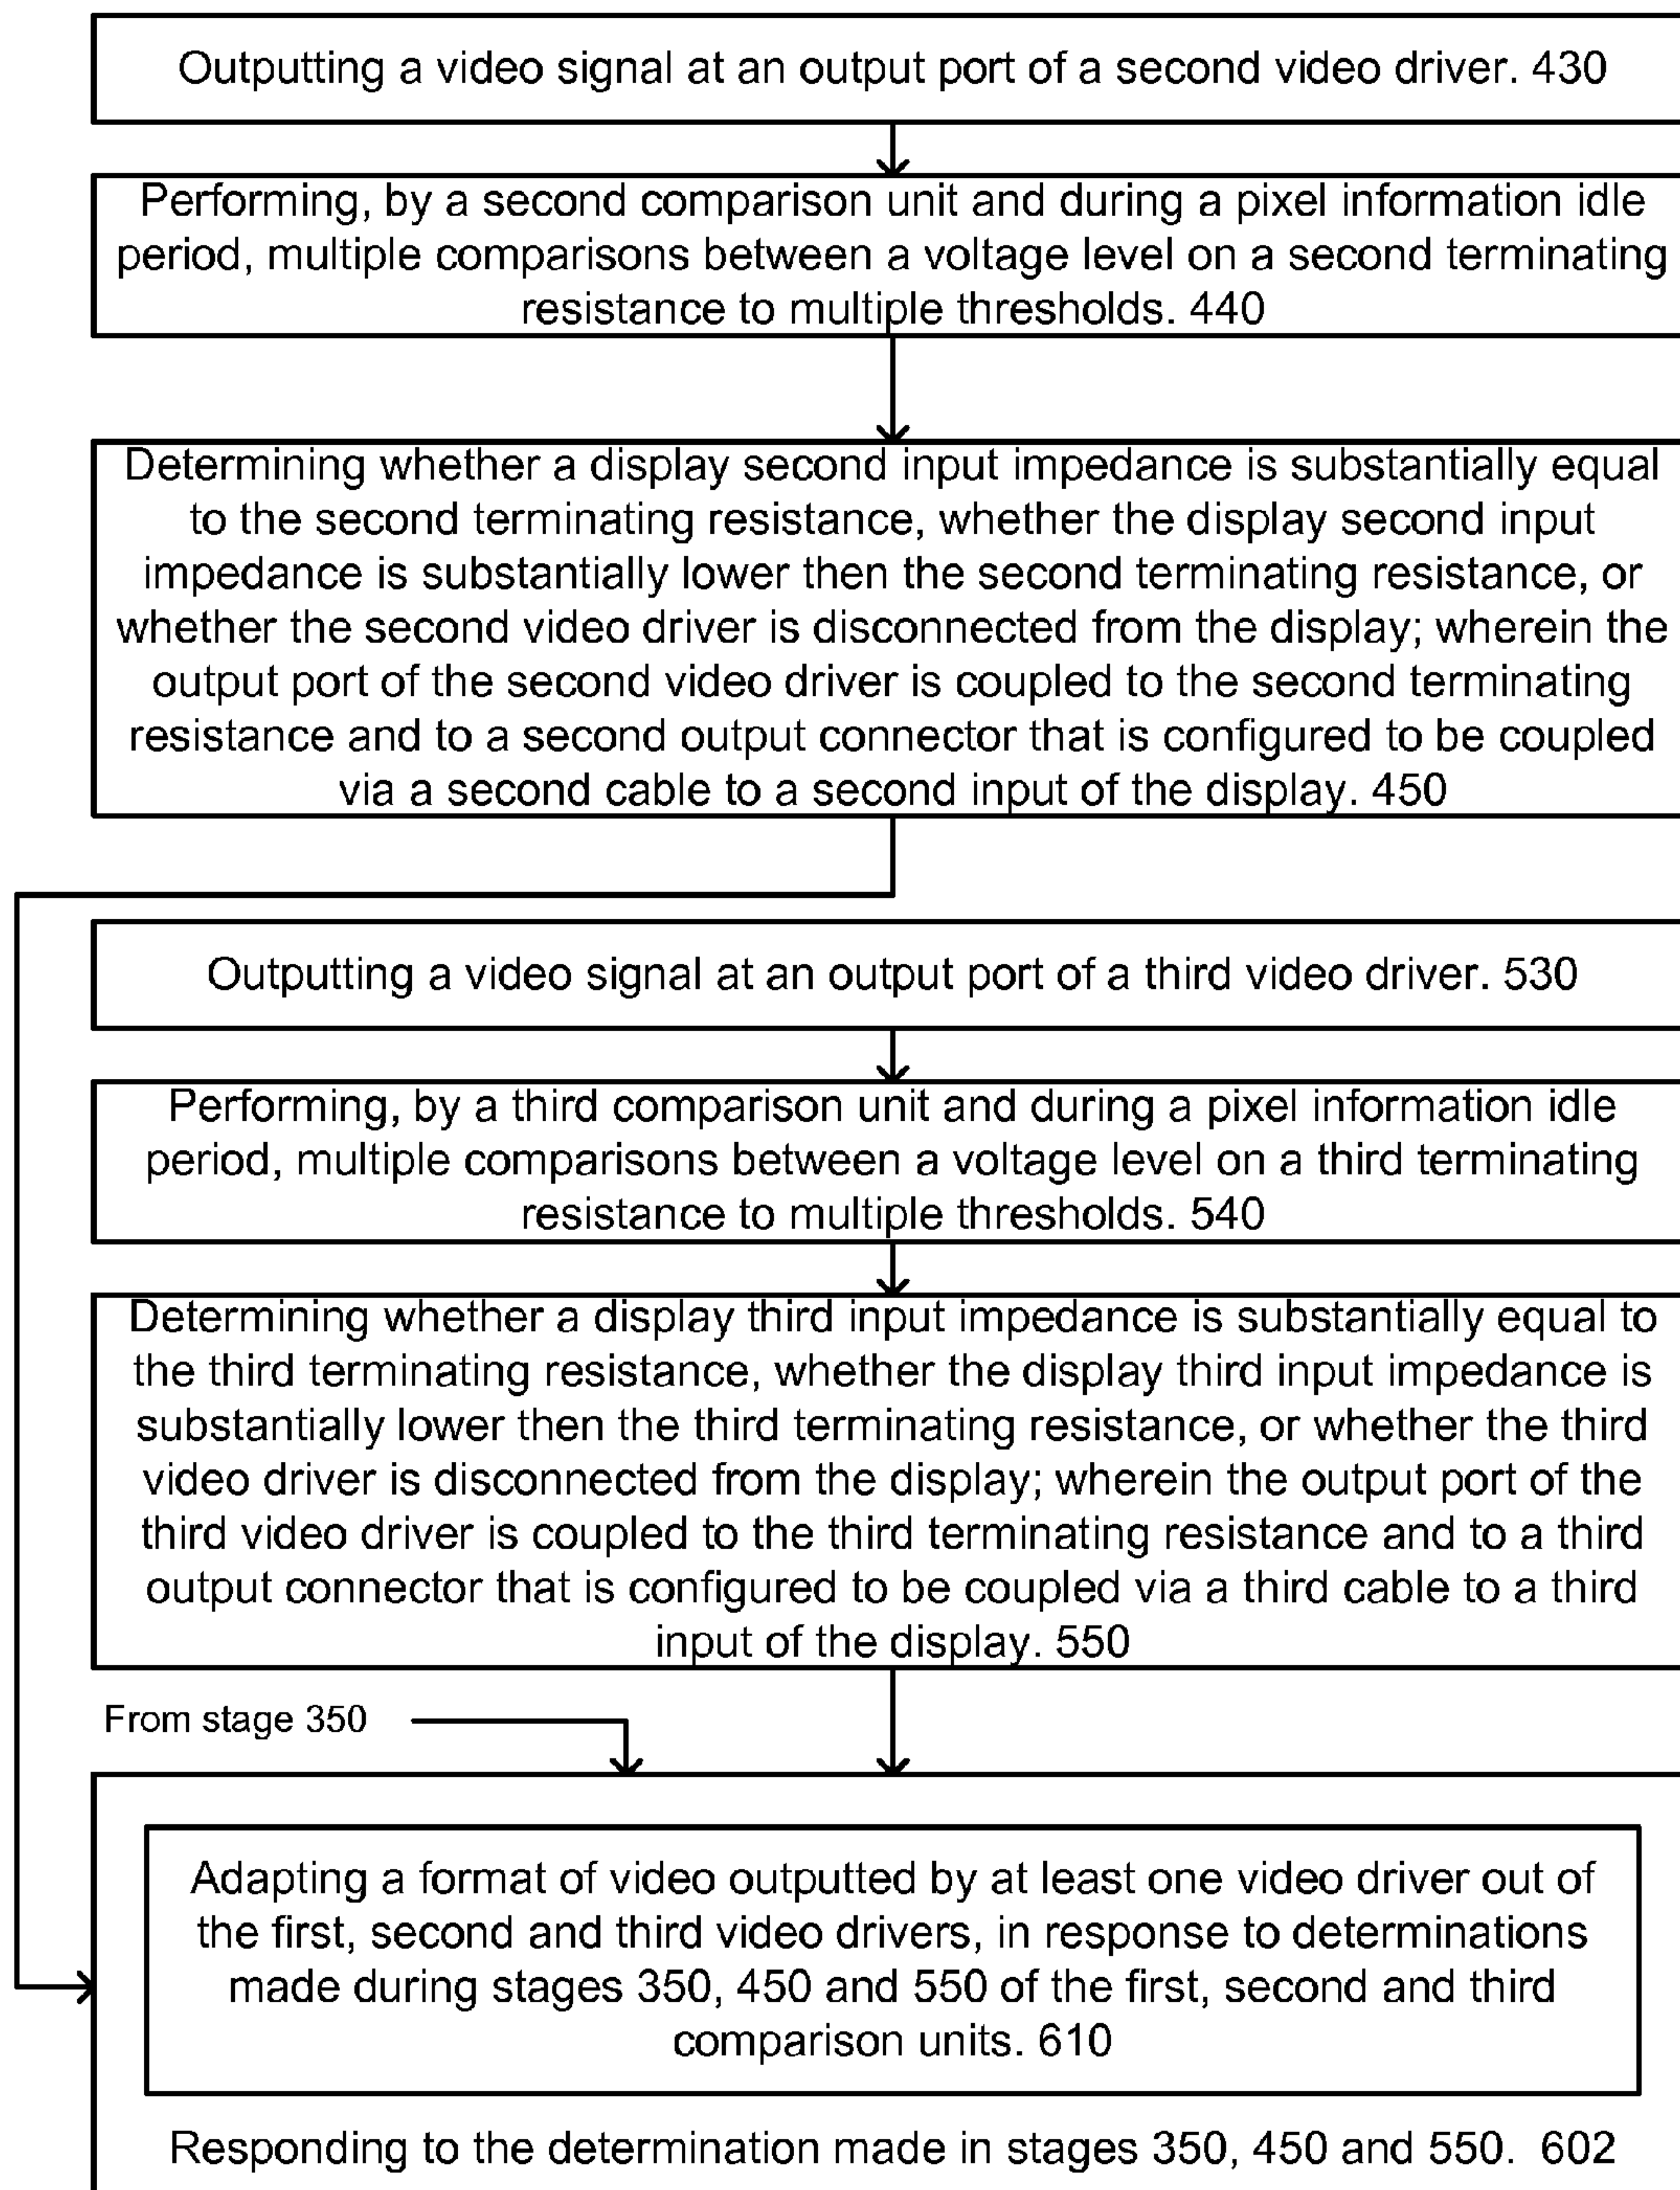 Outputting a video signal at an output port of a second video driver. 430
Performing, by a second comparison unit and during a pixel information idle
period, multiple comparisons between a voltage level on a second terminating
resistance to multiple thresholds. 440
Determining whether a display second input impedance is substantially equal
to the second terminating resistance, whether the display second input
impedance is substantially lower then the second terminating resistance, or
whether the second video driver is disconnected from the display; wherein the
output port of the second video driver is coupled to the second terminating
resistance and to a second output connector that is configured to be coupled
via a second cable to a second input of the display. 450
Outputting a video signal at an output port of a third video driver. 530
Performing, by a third comparison unit and during a pixel information idle
period, multiple comparisons between a voltage level on a third terminating
resistance to multiple thresholds. 540
Determining whether a display third input impedance is substantially equal to
the third terminating resistance, whether the display third input impedance is
substantially lower then the third terminating resistance, or whether the third
video driver is disconnected from the display; wherein the output port of the
third video driver is coupled to the third terminating resistance and to a third
output connector that is configured to be coupled via a third cable to a third
input of the display. 550
From stage 350
Adapting a format of video outputted by at least one video driver out of
the first, second and third video drivers, in response to determinations
made during stages 350, 450 and 550 of the first, second and third
comparison units. 610
Responding to the determination made in stages 350, 450 and 550. 602